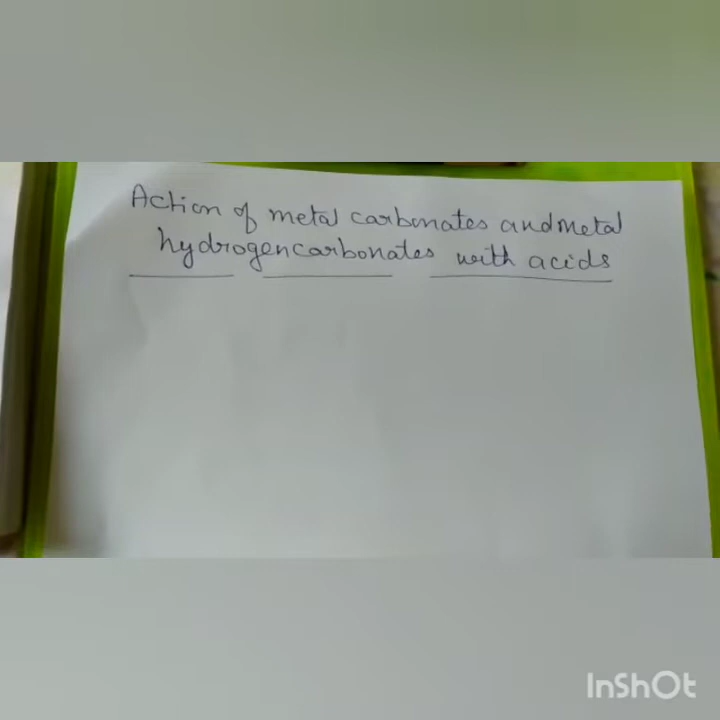 Action of metal carbonates and metal
hydrogencarbonates with acids
InShOt